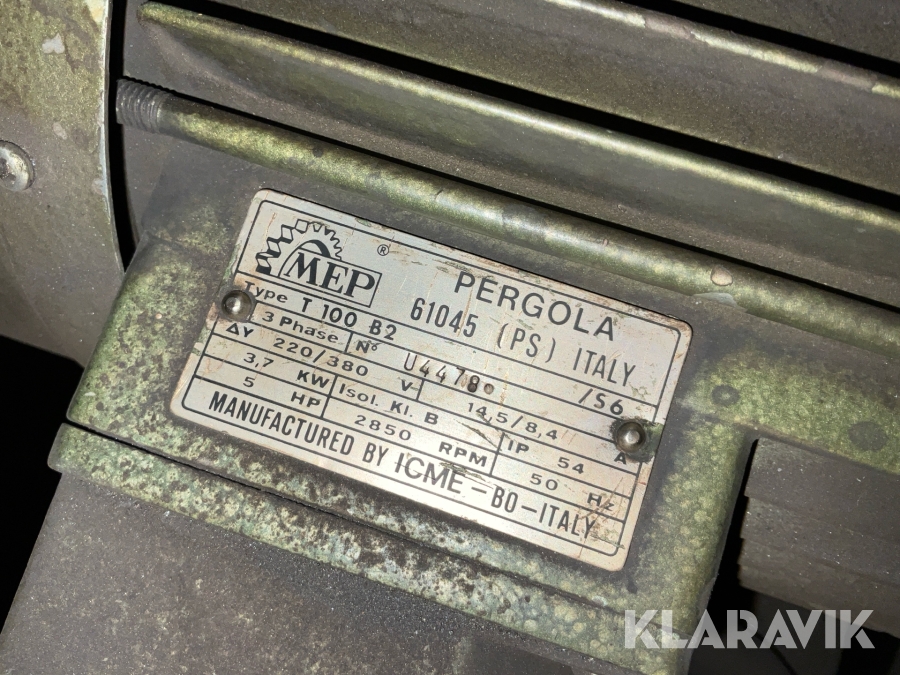 MEP ® PERGOLA
61045 (PS) ITALY
Type T 100 B2
3 Phase N° U4478 /S6
ΔY 220/380 V 14,5/8,4 A
3,7 KW Isol. Kl. B IP 54
5 HP 2850 RPM 50 Hz
MANUFACTURED BY ICME - BO - ITALY
KLARAVIK